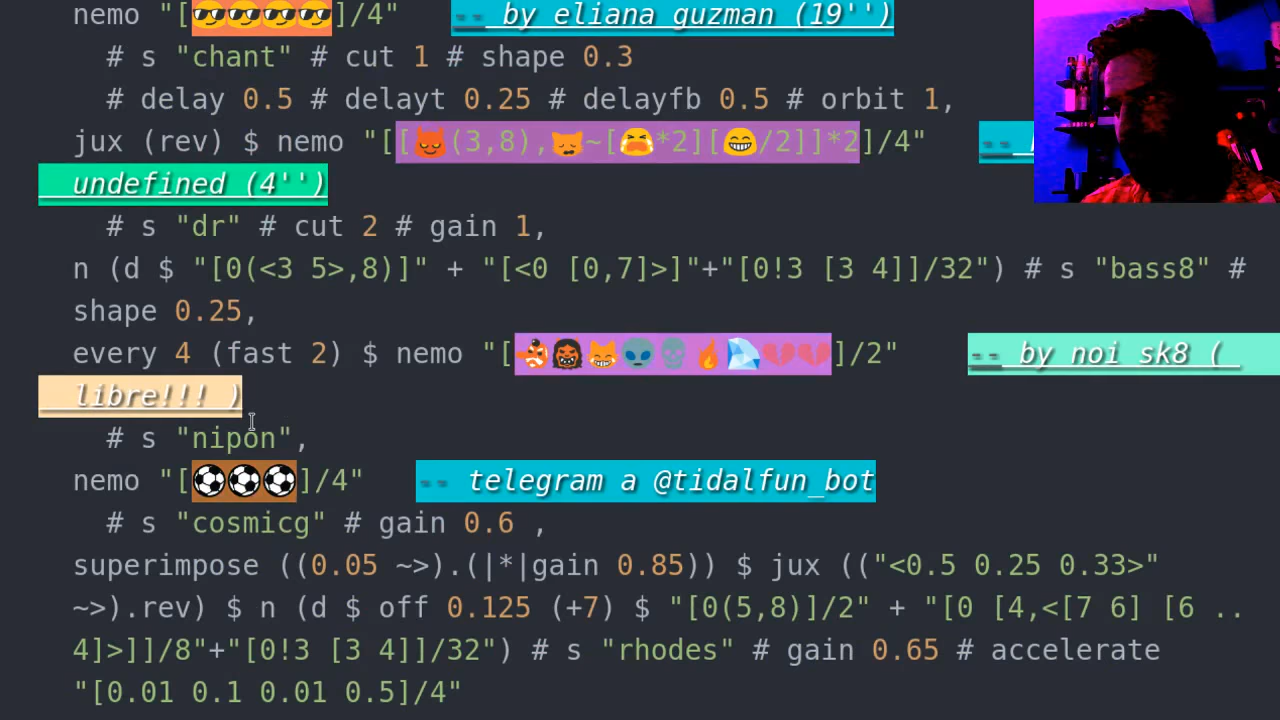 nemo "[😎😎😎😎]/4" -- by eliana guzman (19'')
# s "chant" # cut 1 # shape 0.3
# delay 0.5 # delayt 0.25 # delayfb 0.5 # orbit 1,
jux (rev) $ nemo "[[😈(3,8),😼~[😭*2][😁/2]]*2]/4" --
undefined (4'')
# s "dr" # cut 2 # gain 1,
n (d $ "[0(<3 5>,8)]" + "[<0 [0,7]>]"+"[0!3 [3 4]]/32") # s "bass8" #
shape 0.25,
every 4 (fast 2) $ nemo "[👺👹😸👽💀🔥💎💔💔]/2" -- by noi sk8 (
libre!!! )
# s "nipon",
nemo "[⚽⚽⚽]/4" -- telegram a @tidalfun_bot
# s "cosmicg" # gain 0.6 ,
superimpose ((0.05 ~>).(|*|gain 0.85)) $ jux (("<0.5 0.25 0.33>"
~>).rev) $ n (d $ off 0.125 (+7) $ "[0(5,8)]/2" + "[0 [4,<[7 6] [6 ..
4]>]]/8"+"[0!3 [3 4]]/32") # s "rhodes" # gain 0.65 # accelerate
"[0.01 0.1 0.01 0.5]/4"